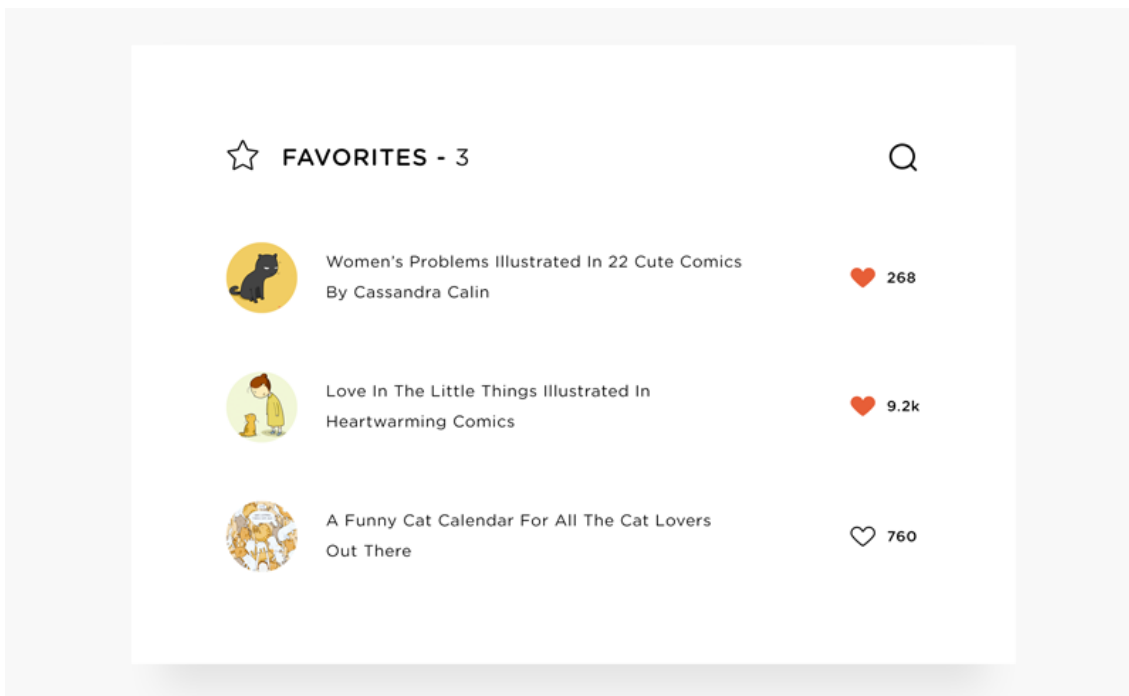 FAVORITES - 3
Women's Problems Illustrated In 22 Cute Comics
By Cassandra Calin
268
Love In The Little Things Illustrated In
Heartwarming Comics
9.2k
A Funny Cat Calendar For All The Cat Lovers
Out There
760